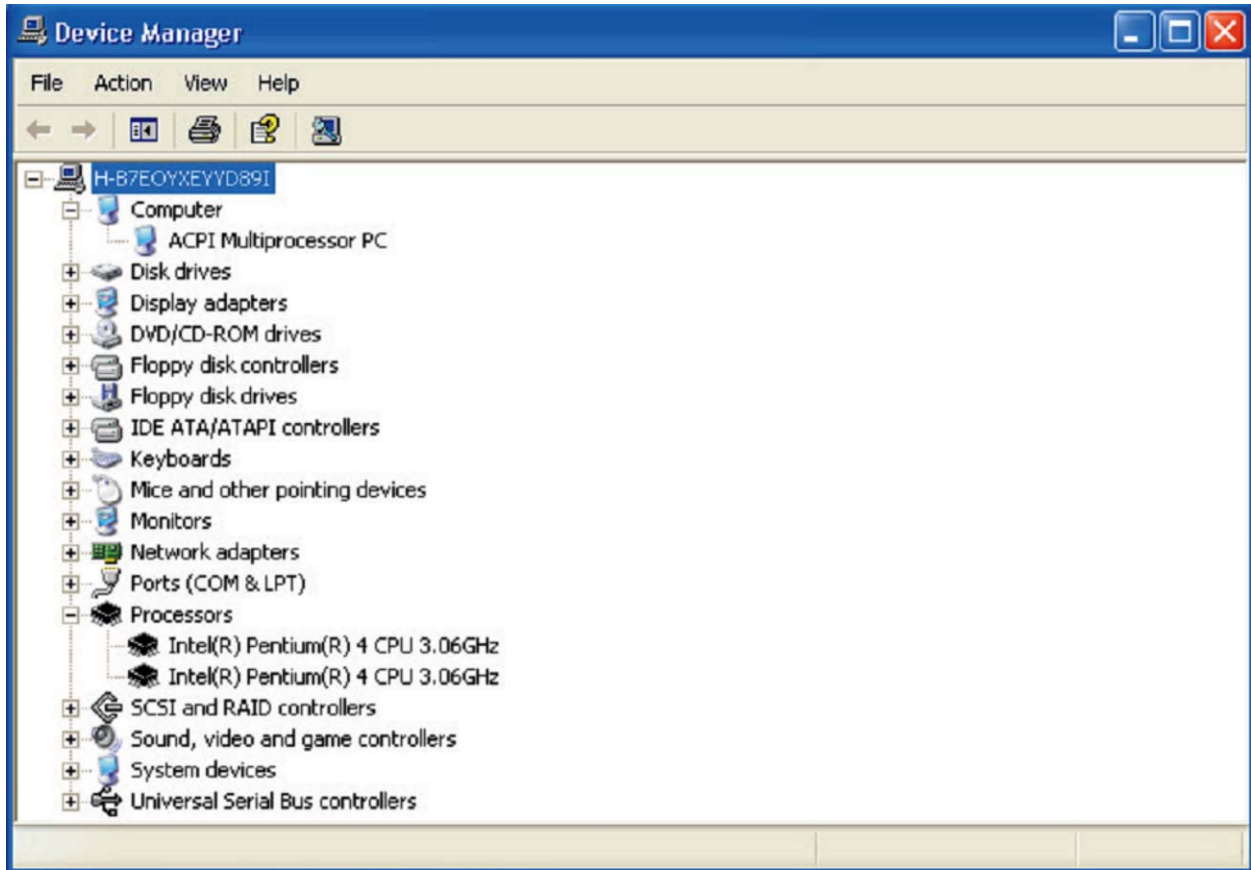 Device Manager
File Action View Help
H-B7EOYXEYYD89I
Computer
ACPI Multiprocessor PC
Disk drives
Display adapters
DVD/CD-ROM drives
Floppy disk controllers
Floppy disk drives
IDE ATA/ATAPI controllers
Keyboards
Mice and other pointing devices
Monitors
Network adapters
Ports (COM & LPT)
Processors
Intel(R) Pentium(R) 4 CPU 3.06GHz
Intel(R) Pentium(R) 4 CPU 3.06GHz
SCSI and RAID controllers
Sound, video and game controllers
System devices
Universal Serial Bus controllers